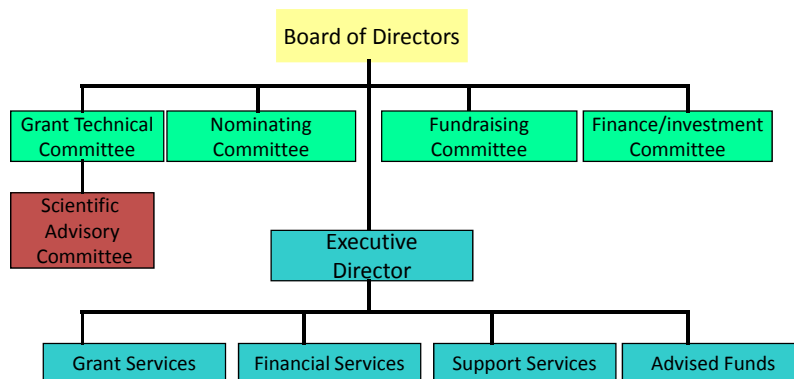 Board of Directors
Grant Technical
Committee
Nominating
Committee
Fundraising
Committee
Finance/investment
Committee
Scientific
Advisory
Committee
Executive
Director
Grant Services
Financial Services
Support Services
Advised Funds